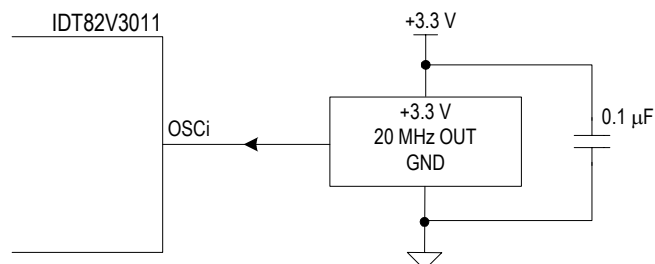 IDT82V3011
+3.3 V
OSCi
+3.3 V
20 MHz OUT
GND
0.1 μF